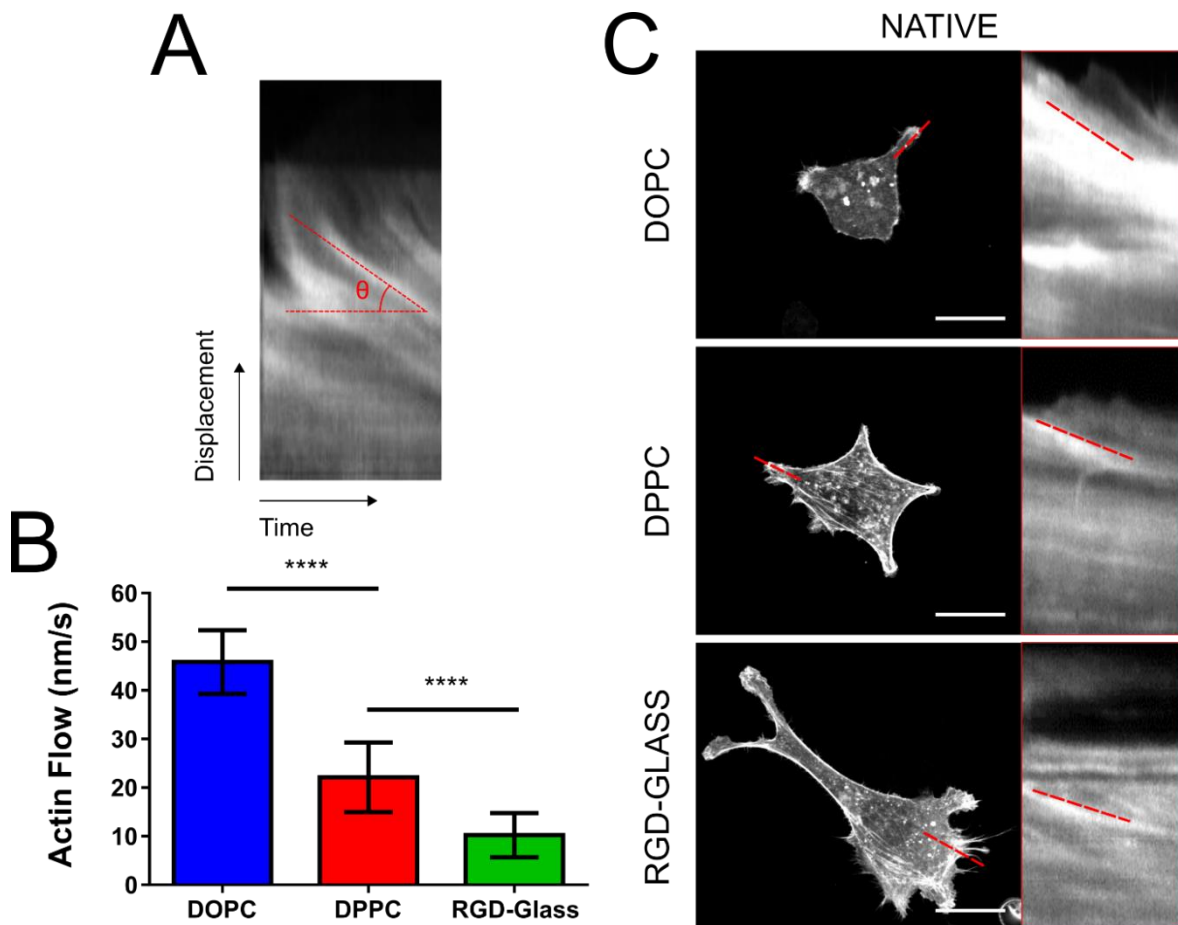 A
Displacement
θ
Time
B
Actin Flow (nm/s)
60
50
40
30
20
10
0
****
****
DOPC
DPPC
RGD-Glass
C
NATIVE
DOPC
DPPC
RGD-GLASS